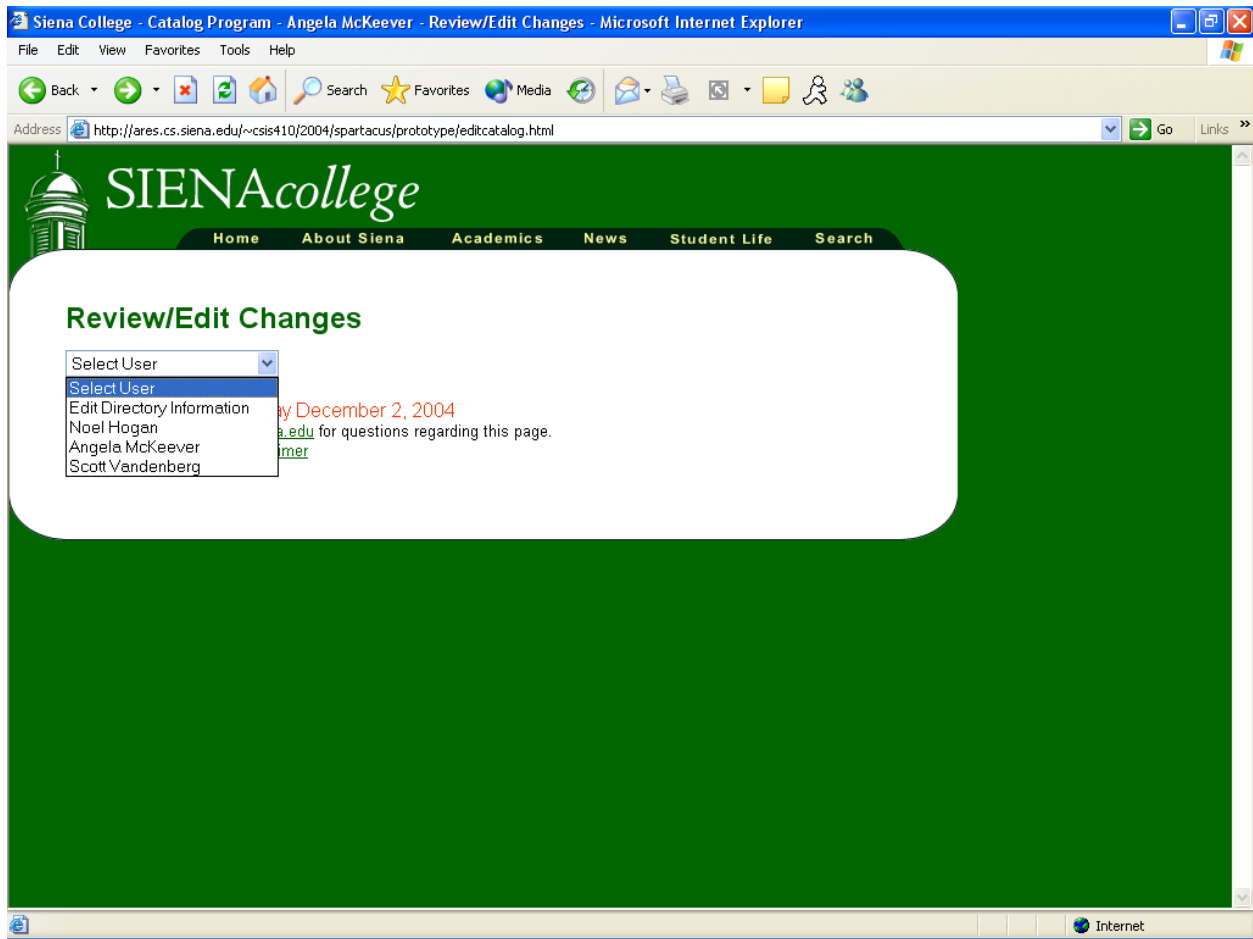 Siena College - Catalog Program - Angela McKeever - Review/Edit Changes - Microsoft Internet Explorer
File Edit View Favorites Tools Help
Back Search Favorites Media
Address http://ares.cs.siena.edu/~csis410/2004/spartacus/prototype/editcatalog.html Go Links »
SIENAcollege
Home About Siena Academics News Student Life Search
Review/Edit Changes
Select User
Select User
Edit Directory Information
Noel Hogan
Angela McKeever
Scott Vandenberg
December 2, 2004
.edu for questions regarding this page.
Internet